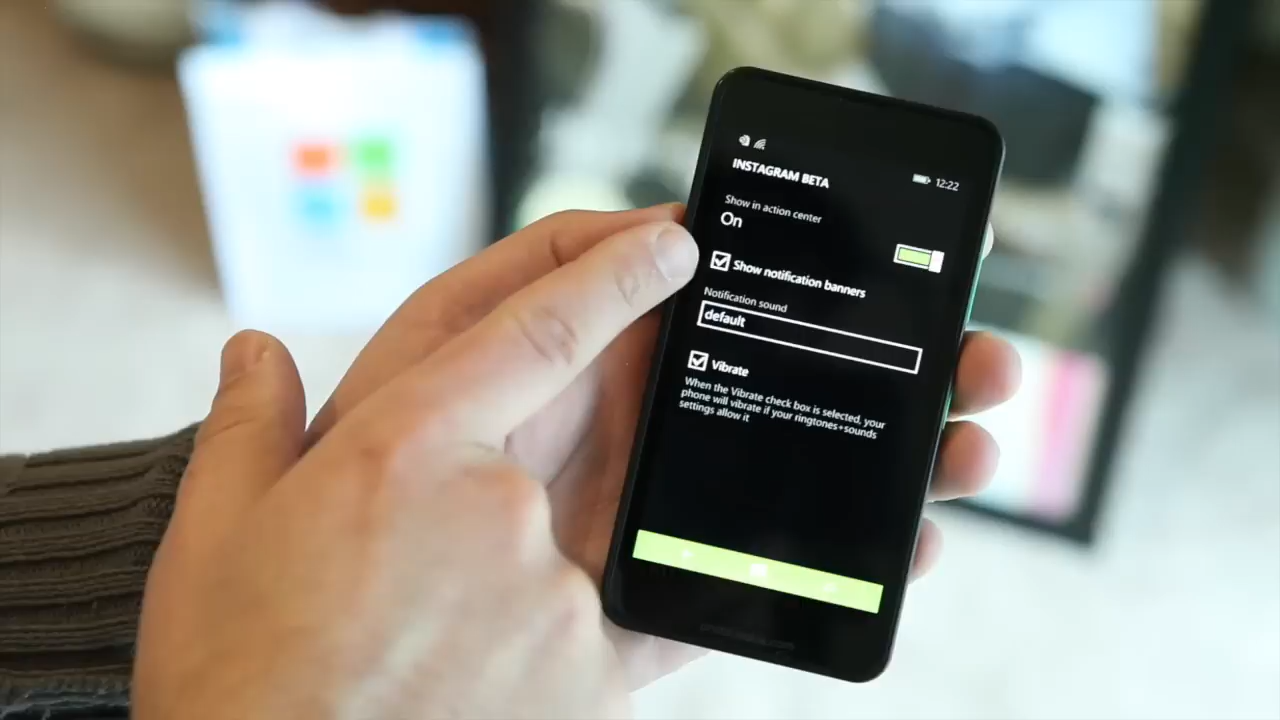 12:22
INSTAGRAM BETA
Show in action center
On
Show notification banners
Notification sound
default
Vibrate
When the Vibrate check box is selected, your
phone will vibrate if your ringtones+sounds
settings allow it